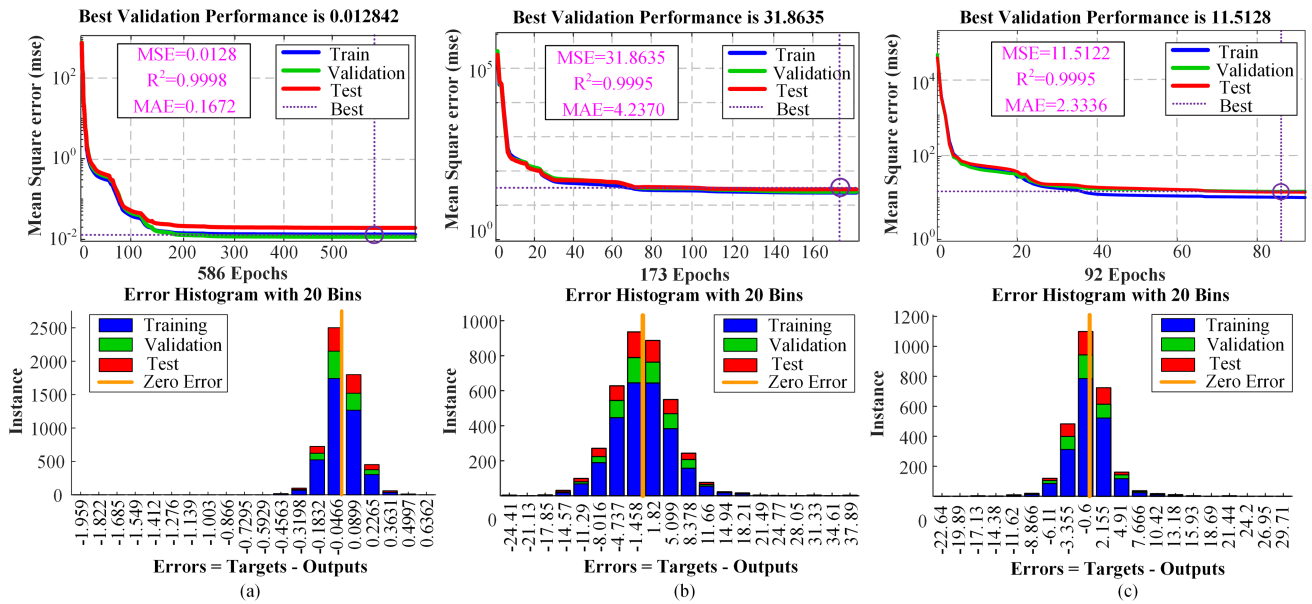 Best Validation Performance is 0.012842
Mean Square error (mse)
10²
10⁰
10⁻²
MSE=0.0128
R²=0.9998
MAE=0.1672
Train
Validation
Test
Best
0 100 200 300 400 500
586 Epochs
Best Validation Performance is 31.8635
Mean Square error (mse)
10⁵
10⁰
MSE=31.8635
R²=0.9995
MAE=4.2370
Train
Validation
Test
Best
0 20 40 60 80 100 120 140 160
173 Epochs
Best Validation Performance is 11.5128
Mean Square error (mse)
10⁴
10²
10⁰
MSE=11.5122
R²=0.9995
MAE=2.3336
Train
Validation
Test
Best
0 20 40 60 80
92 Epochs
Error Histogram with 20 Bins
Instance
2500
2000
1500
1000
500
0
Training
Validation
Test
Zero Error
-1.959 -1.822 -1.685 -1.549 -1.412 -1.276 -1.139 -1.003 -0.866 -0.7295 -0.5929 -0.4563 -0.3198 -0.1832 -0.0466 0.0899 0.2265 0.3631 0.4997 0.6362
Errors = Targets - Outputs
(a)
Error Histogram with 20 Bins
Instance
1000
800
600
400
200
0
Training
Validation
Test
Zero Error
-24.41 -21.13 -17.85 -14.57 -11.29 -8.016 -4.737 -1.458 1.82 5.099 8.378 11.66 14.94 18.21 21.49 24.77 28.05 31.33 34.61 37.89
Errors = Targets - Outputs
(b)
Error Histogram with 20 Bins
Instance
1200
1000
800
600
400
200
0
Training
Validation
Test
Zero Error
-22.64 -19.89 -17.13 -14.38 -11.62 -8.866 -6.11 -3.355 -0.6 2.155 4.91 7.666 10.42 13.18 15.93 18.69 21.44 24.2 26.95 29.71
Errors = Targets - Outputs
(c)